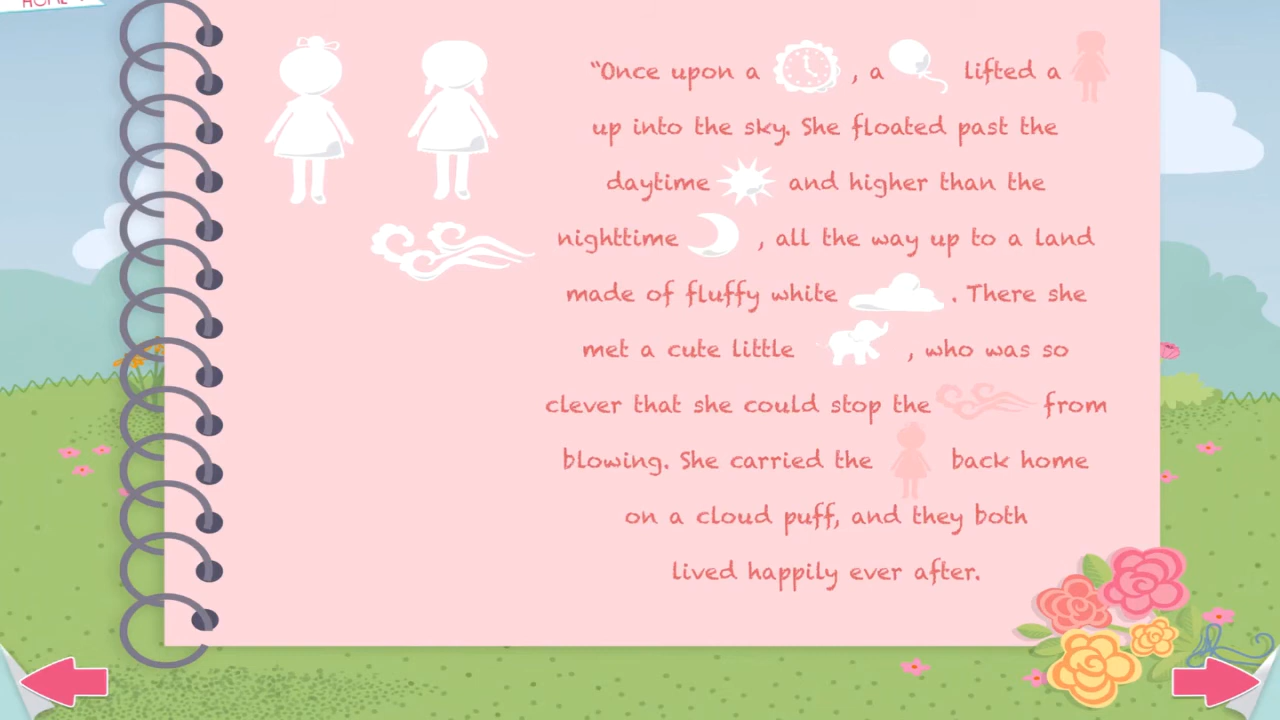 HOME
“Once upon a , a lifted a
up into the sky. She floated past the
daytime and higher than the
nighttime , all the way up to a land
made of fluffy white . There she
met a cute little , who was so
clever that she could stop the from
blowing. She carried the back home
on a cloud puff, and they both
lived happily ever after.